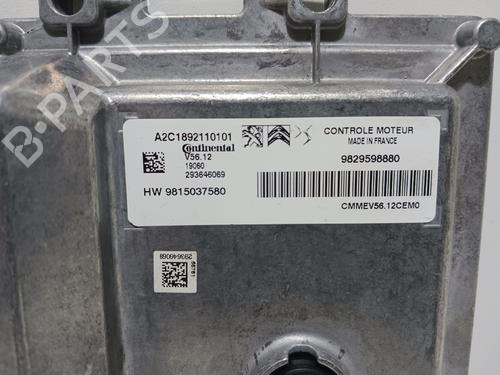 B-PARTS
A2C1892110101
Continental
V56.12
19060
293646069
HW 9815037580
CONTROLE MOTEUR
MADE IN FRANCE
9829598880
CMMEV56.12CEM0
293646069